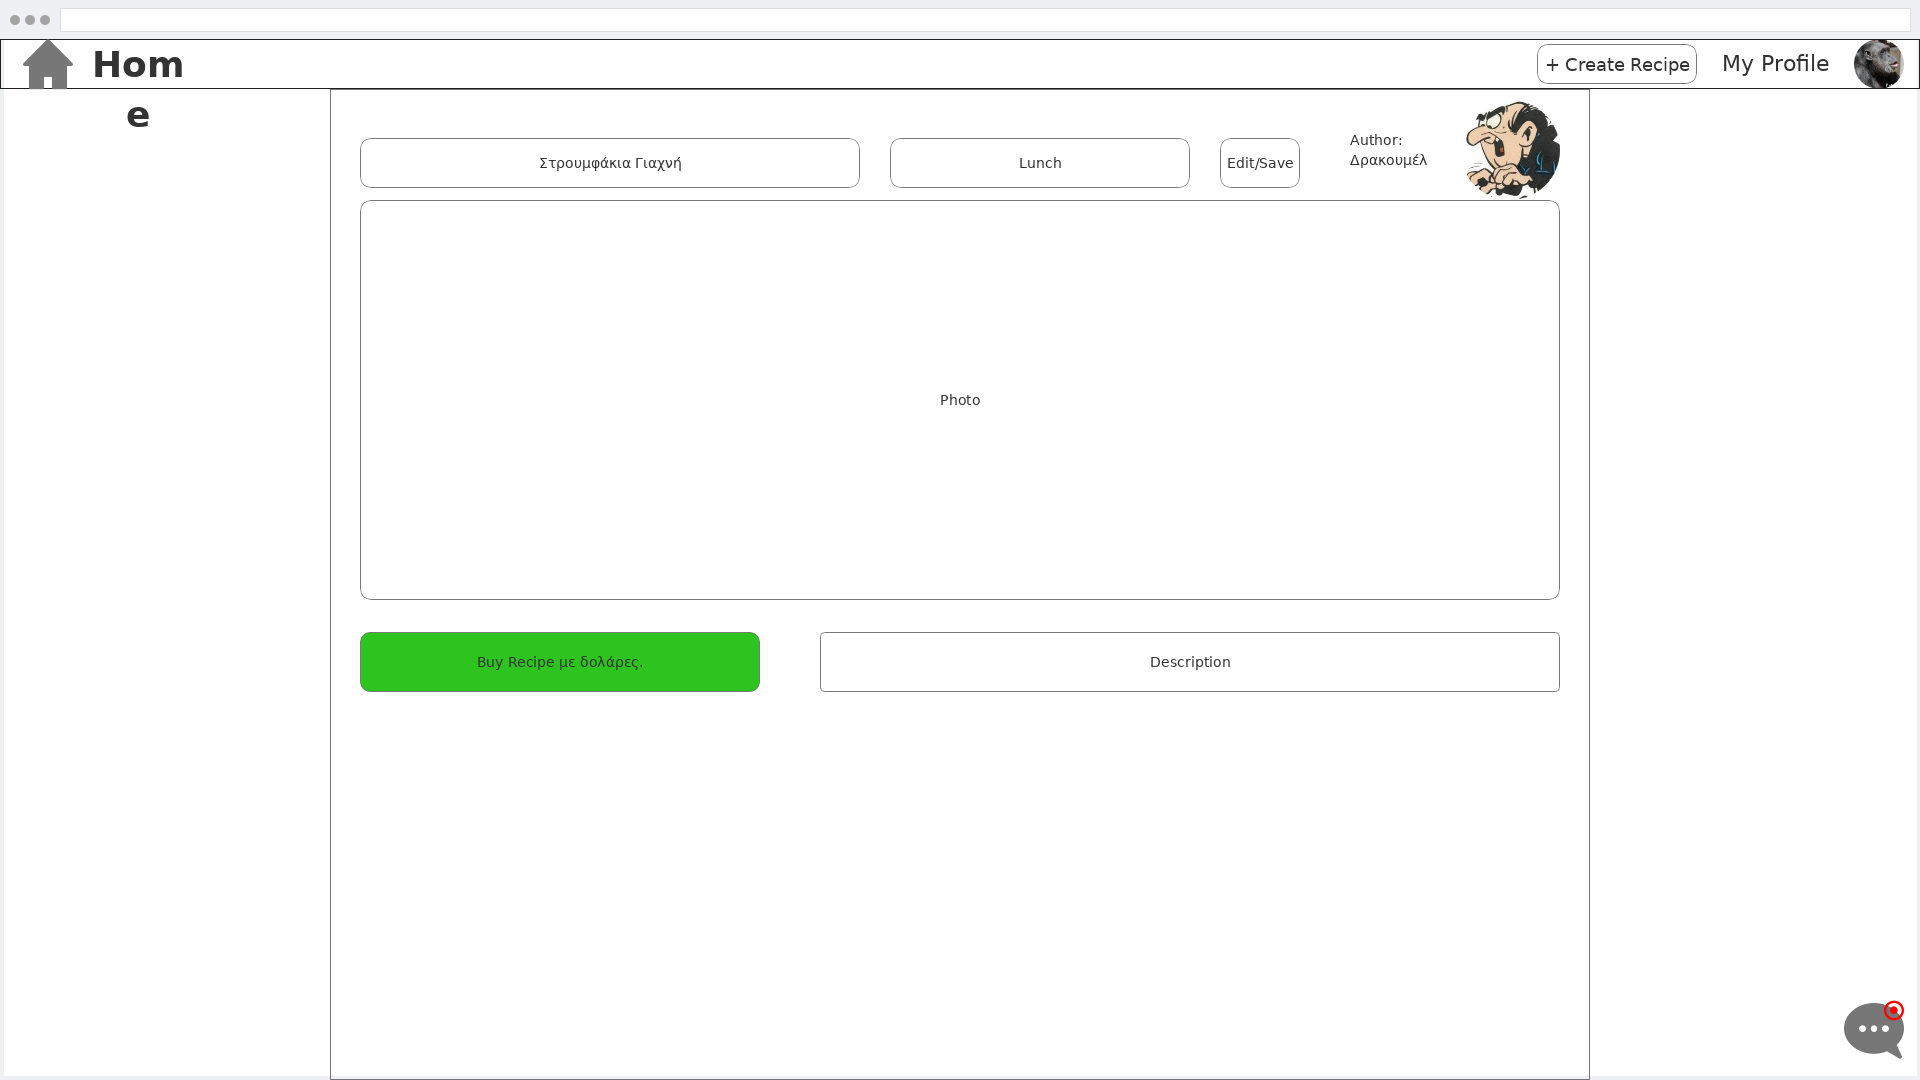 Hom
e
+ Create Recipe
My Profile
Στρουμφάκια Γιαχνή
Lunch
Edit/Save
Author:
Δρακουμέλ
Photo
Buy Recipe με δολάρες.
Description